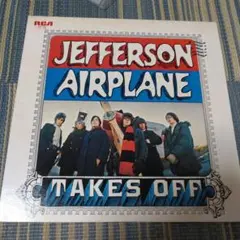 RCA
JEFFERSON
AIRPLANE
TAKES OFF